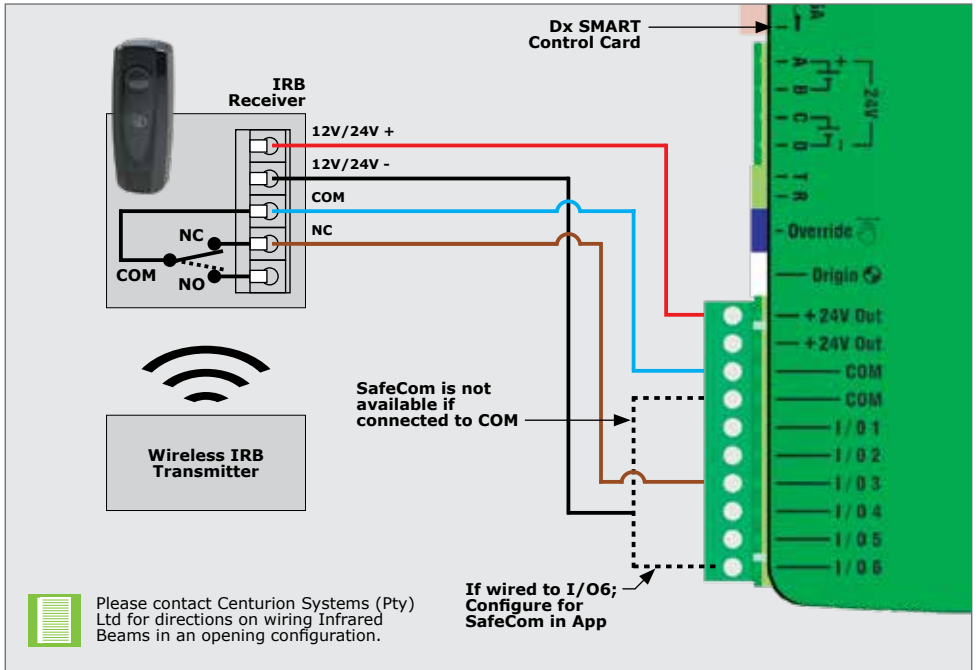 Dx SMART
Control Card
IRB
Receiver
12V/24V +
12V/24V -
COM
NC
NC
COM
NO
A +
B
24V
C
D -
T
R
Override
Origin
+24V Out
+24V Out
COM
COM
I/O 1
I/O 2
I/O 3
I/O 4
I/O 5
I/O 6
SafeCom is not
available if
connected to COM
Wireless IRB
Transmitter
If wired to I/O6;
Configure for
SafeCom in App
Please contact Centurion Systems (Pty)
Ltd for directions on wiring Infrared
Beams in an opening configuration.